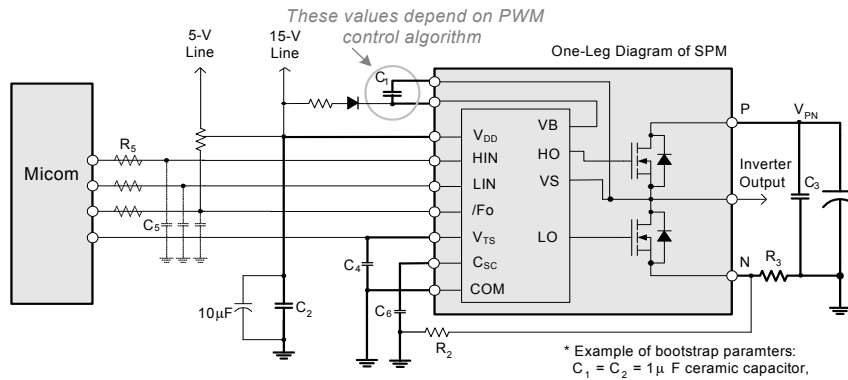 These values depend on PWM
control algorithm
5-V
Line
15-V
Line
C1
One-Leg Diagram of SPM
P
VPN
VB
VDD
R5
Micom
HIN
HO
LIN
VS
Inverter
Output
C3
/Fo
C5
VTS
LO
C4
CSC
N
R3
COM
10μF
C2
C6
R2
* Example of bootstrap paramters:
C1 = C2 = 1μ F ceramic capacitor,